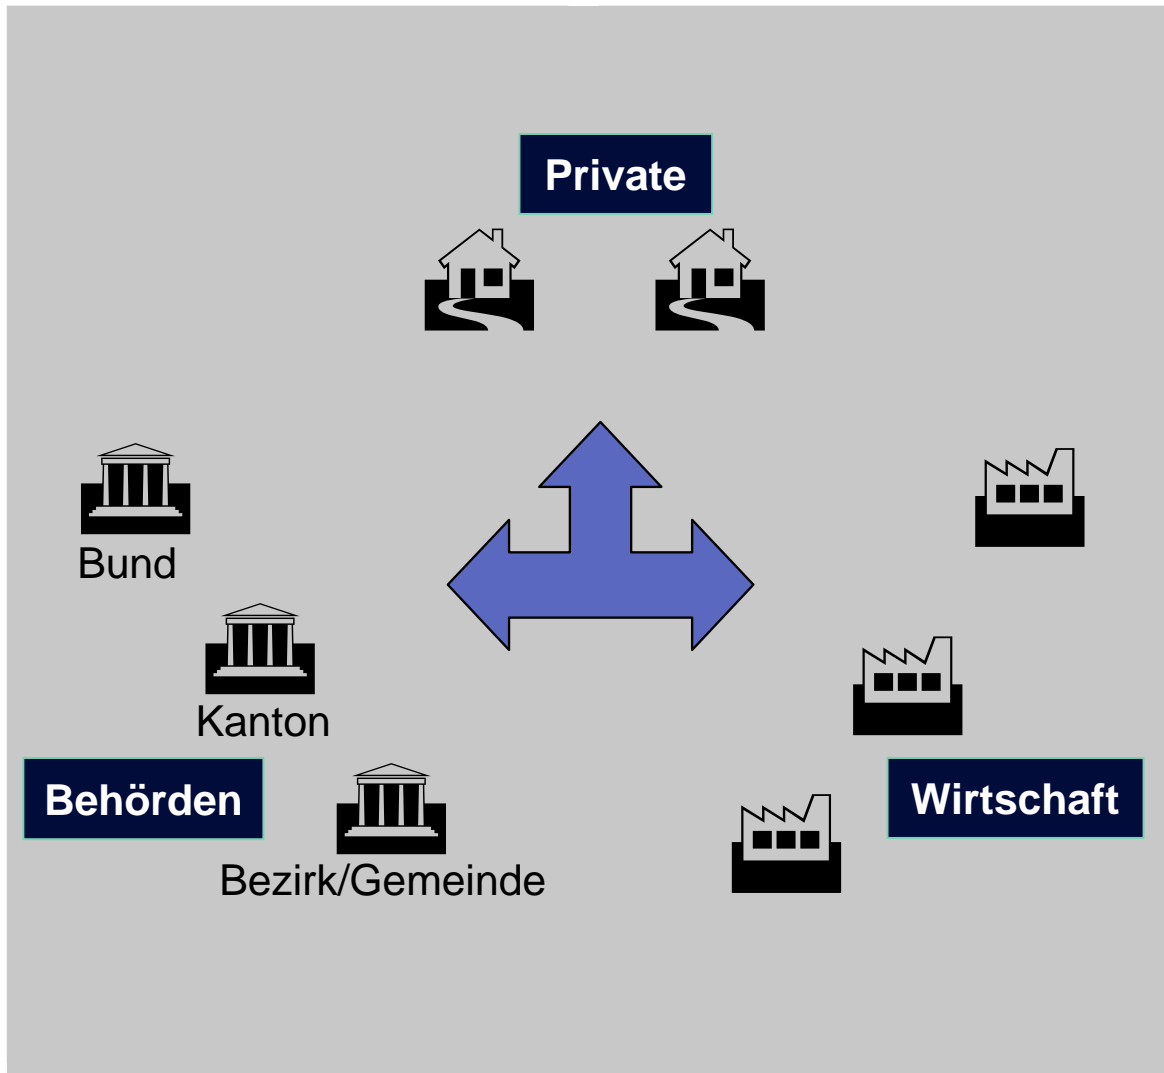 Private
Bund
Kanton
Behörden
Wirtschaft
Bezirk/Gemeinde